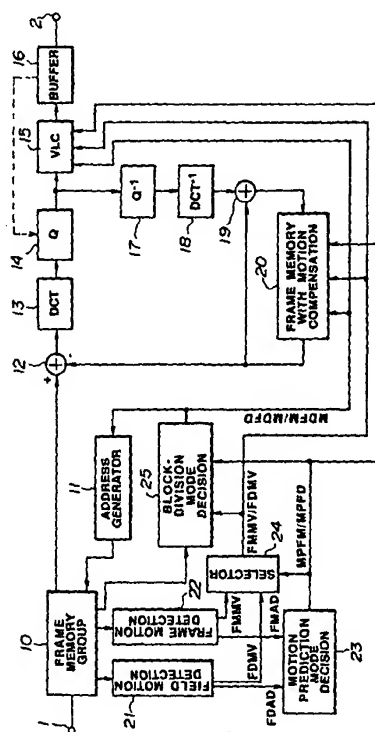 1
FRAME MEMORY GROUP
10
ADDRESS GENERATOR
11
12
+
-
DCT
13
Q
14
VLC
15
BUFFER
16
2
Q⁻¹
17
DCT⁻¹
18
19
FRAME MEMORY WITH MOTION COMPENSATION
20
FIELD MOTION DETECTION
21
FRAME MOTION DETECTION
22
BLOCK-DIVISION MODE DECISION
25
MDFM/MDFD
SELECTOR
24
FMMV
FDMV
FMMV/FDMV
FMAD
FDAD
MPFM/MPFD
MOTION PREDICTION MODE DECISION
23